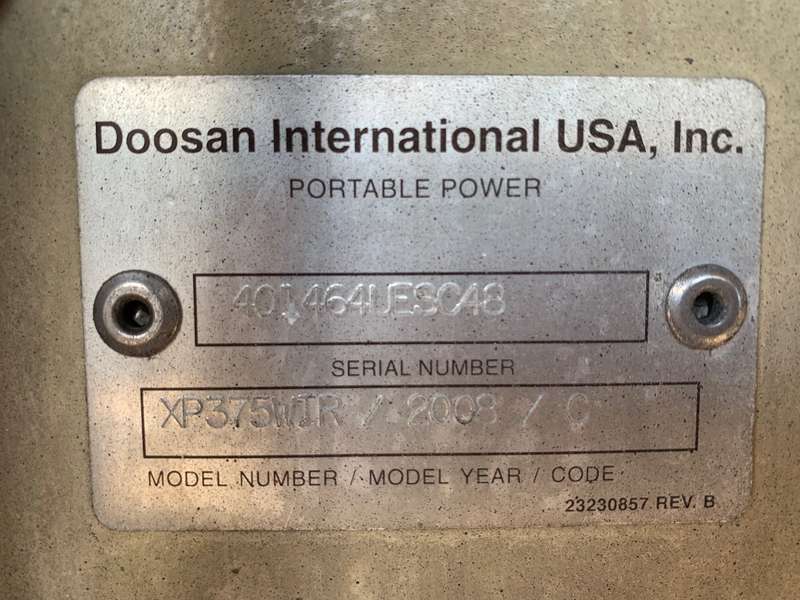 Doosan International USA, Inc.
PORTABLE POWER
401464UESC48
SERIAL NUMBER
XP375WIR / 2008 / C
MODEL NUMBER / MODEL YEAR / CODE
23230857 REV. B